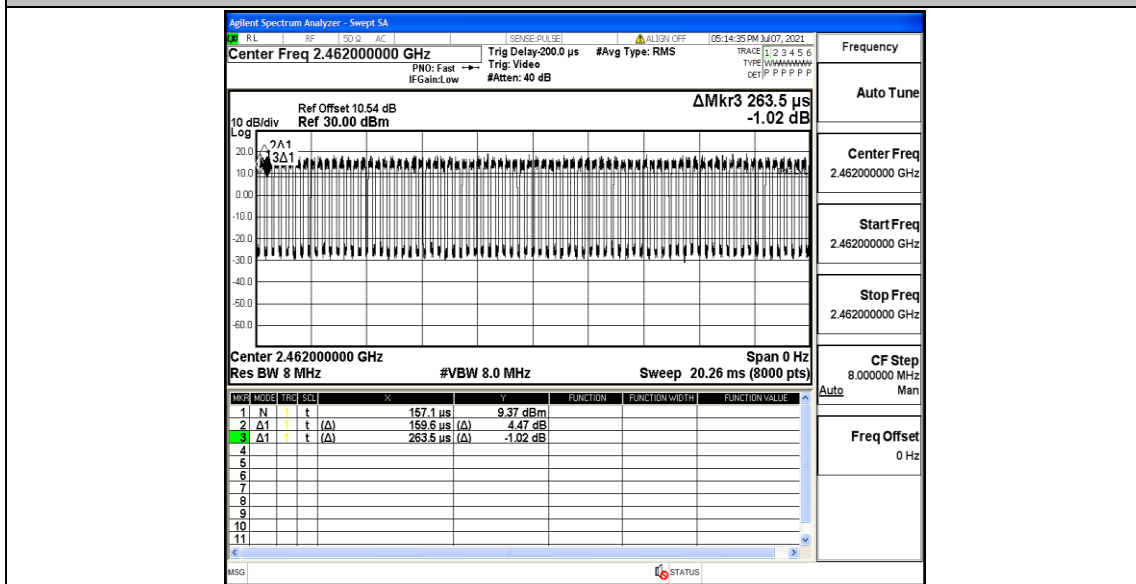 Agilent Spectrum Analyzer - Swept SA
RL RF 50 Ω AC SENSE:PULSE ALIGN OFF 05:14:35 PM Jul 07, 2021
Center Freq 2.462000000 GHz
PNO: Fast
IFGain:Low
Trig Delay-200.0 µs
Trig: Video
#Atten: 40 dB
#Avg Type: RMS
TRACE 1 2 3 4 5 6
TYPE
DET P P P P P P
ΔMkr3 263.5 µs
-1.02 dB
Ref Offset 10.54 dB
10 dB/div Ref 30.00 dBm
Log
2Δ1
20.0
3Δ1
10.0
0.00
-10.0
-20.0
-30.0
-40.0
-50.0
-60.0
Center 2.462000000 GHz Span 0 Hz
Res BW 8 MHz #VBW 8.0 MHz Sweep 20.26 ms (8000 pts)
MKR MODE TRC SCL X Y FUNCTION FUNCTION WIDTH FUNCTION VALUE
1 N 1 t 157.1 µs 9.37 dBm
2 Δ1 1 t (Δ) 159.6 µs (Δ) 4.47 dB
3 Δ1 1 t (Δ) 263.5 µs (Δ) -1.02 dB
4
5
6
7
8
9
10
11
MSG STATUS
Frequency
Auto Tune
Center Freq
2.462000000 GHz
Start Freq
2.462000000 GHz
Stop Freq
2.462000000 GHz
CF Step
8.000000 MHz
Auto Man
Freq Offset
0 Hz